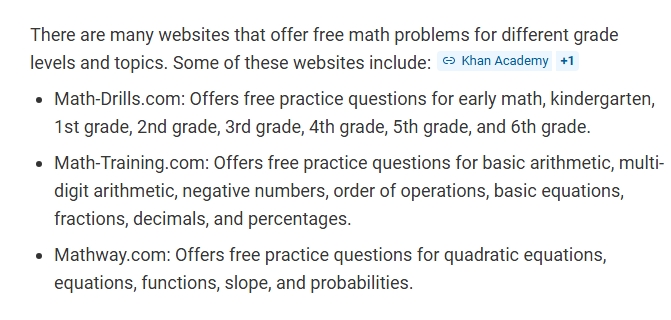 There are many websites that offer free math problems for different grade
levels and topics. Some of these websites include: Khan Academy +1
• Math-Drills.com: Offers free practice questions for early math, kindergarten,
1st grade, 2nd grade, 3rd grade, 4th grade, 5th grade, and 6th grade.
• Math-Training.com: Offers free practice questions for basic arithmetic, multi-
digit arithmetic, negative numbers, order of operations, basic equations,
fractions, decimals, and percentages.
• Mathway.com: Offers free practice questions for quadratic equations,
equations, functions, slope, and probabilities.